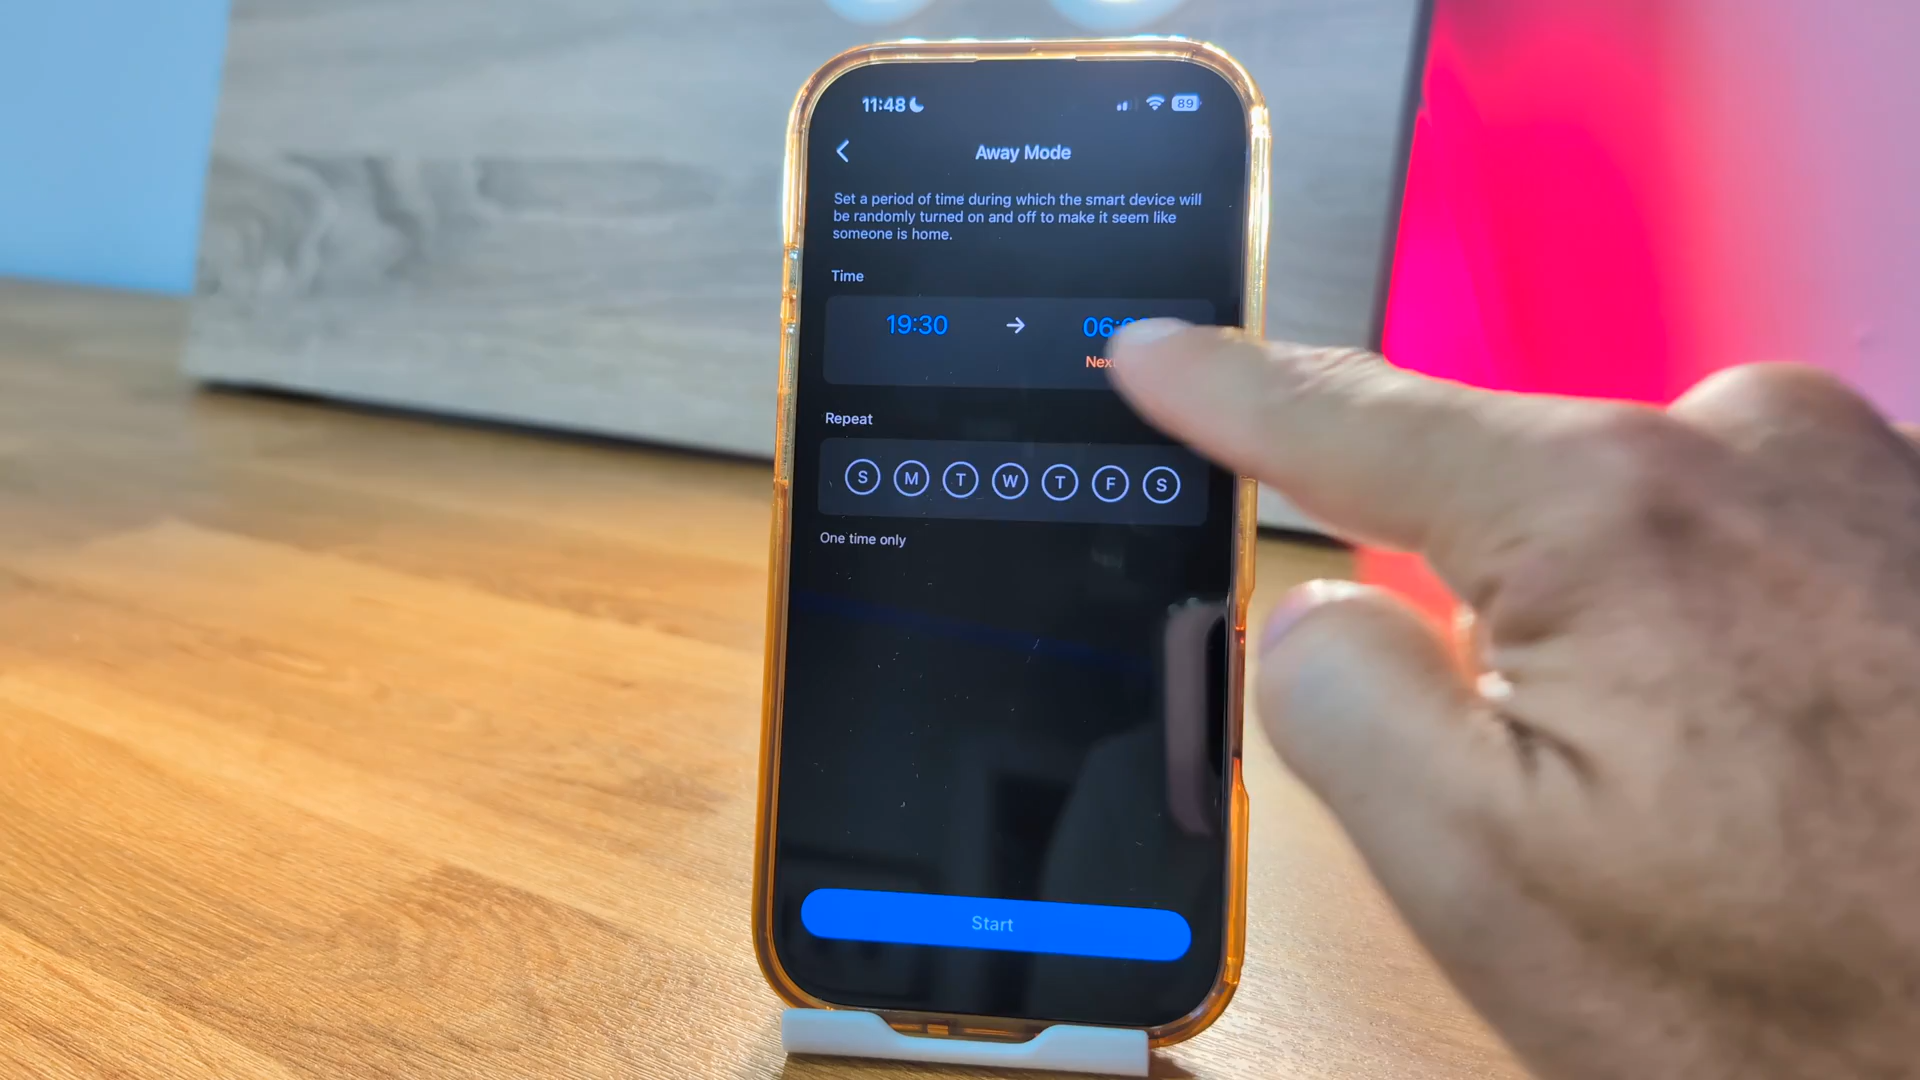 11:48
89
Away Mode
Set a period of time during which the smart device will
be randomly turned on and off to make it seem like
someone is home.
Time
19:30 → 
Repeat
S M T W T F S
One time only
Start